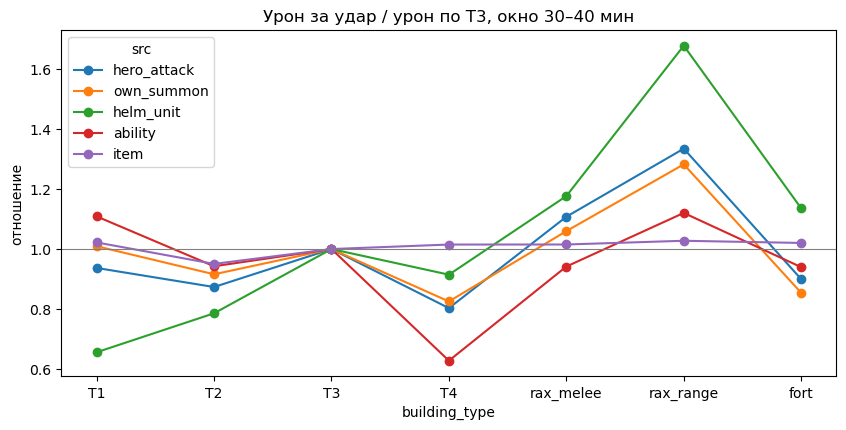 Урон за удар / урон по T3, окно 30–40 мин
src
hero_attack
own_summon
helm_unit
ability
item
отношение
1.6
1.4
1.2
1.0
0.8
0.6
T1 T2 T3 T4 rax_melee rax_range fort
building_type